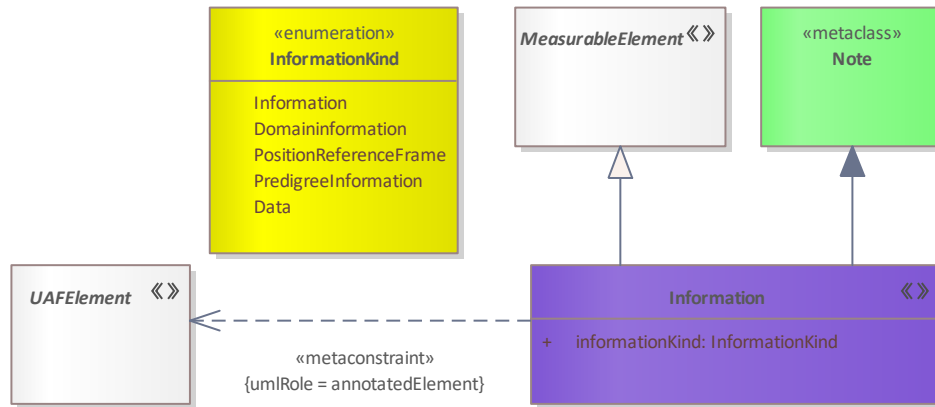 «enumeration»
InformationKind
Information
Domaininformation
PositionReferenceFrame
PredigreeInformation
Data
MeasurableElement «»
«metaclass»
Note
UAFElement «»
Information «»
+ informationKind: InformationKind
«metaconstraint»
{umlRole = annotatedElement}